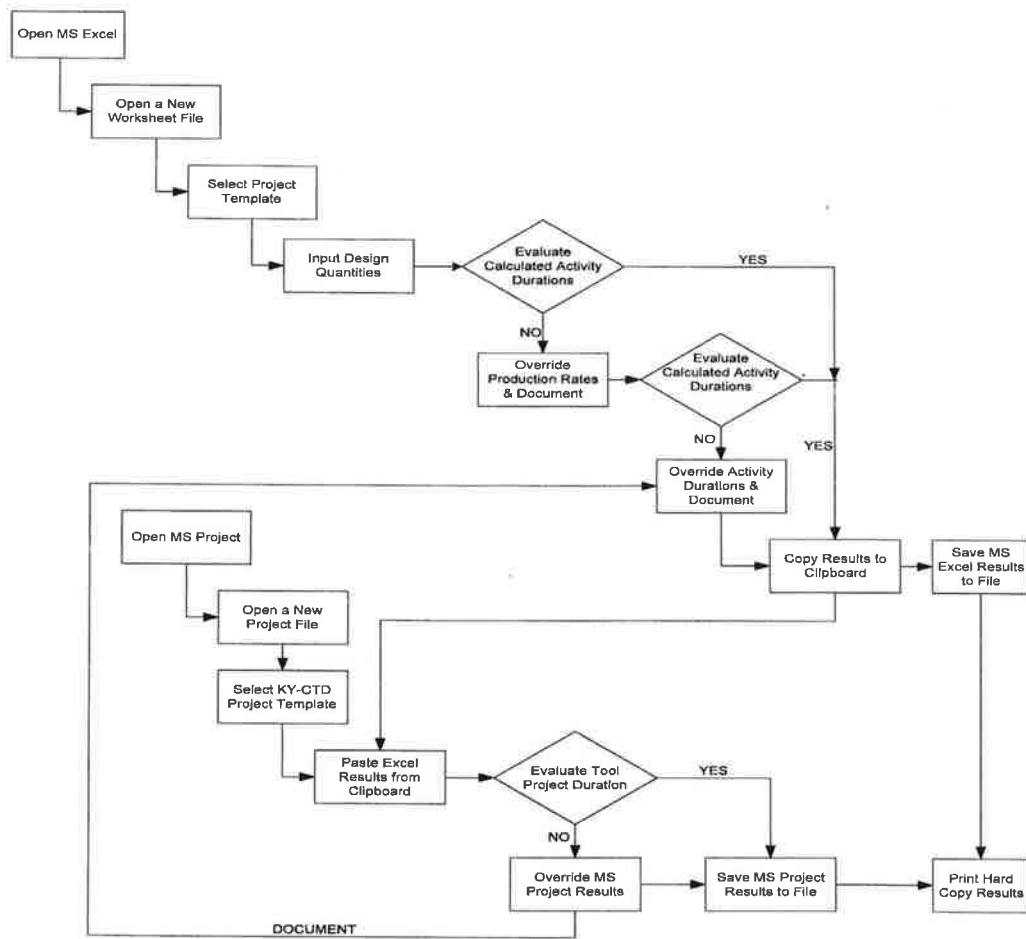 Open MS Excel
Open a New
Worksheet File
Select Project
Template
Input Design
Quantities
Evaluate
Calculated Activity
Durations
YES
NO
Override
Production Rates
& Document
Evaluate
Calculated Activity
Durations
NO
YES
Override Activity
Durations &
Document
Open MS Project
Copy Results to
Clipboard
Save MS
Excel Results
to File
Open a New
Project File
Select KY-CTD
Project Template
Paste Excel
Results from
Clipboard
Evaluate Tool
Project Duration
YES
NO
Override MS
Project Results
Save MS Project
Results to File
Print Hard
Copy Results
DOCUMENT